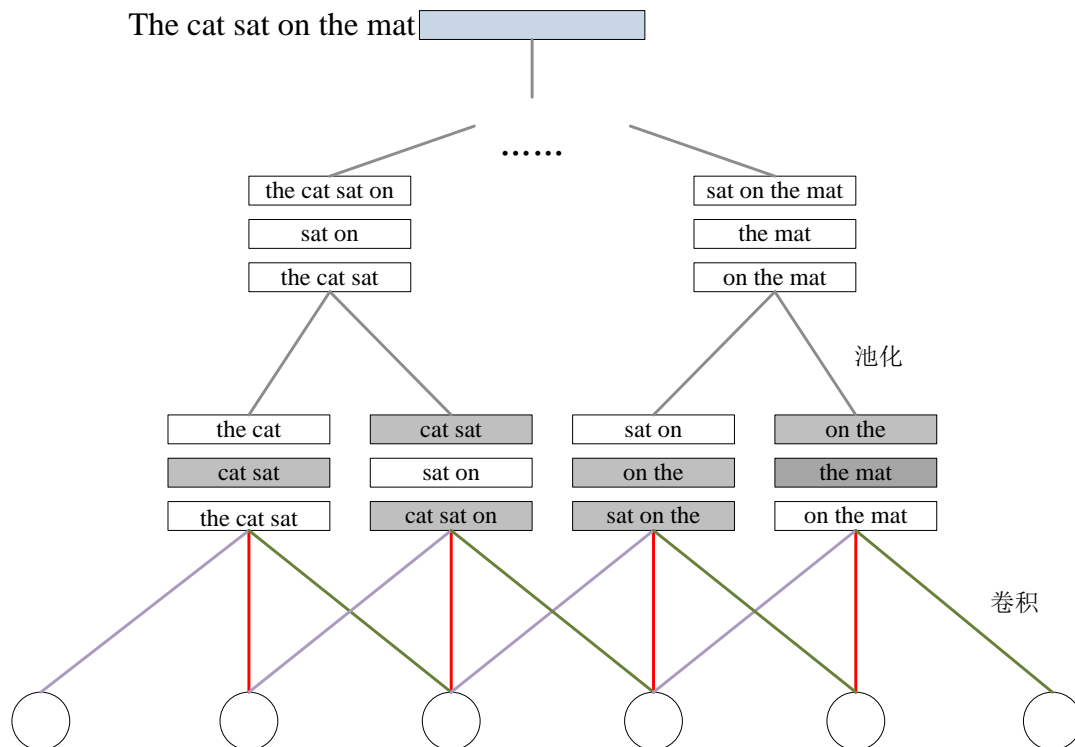 The cat sat on the mat
……
the cat sat on
sat on the mat
sat on
the mat
the cat sat
on the mat
池化
the cat
cat sat
sat on
on the
cat sat
sat on
on the
the mat
the cat sat
cat sat on
sat on the
on the mat
卷积